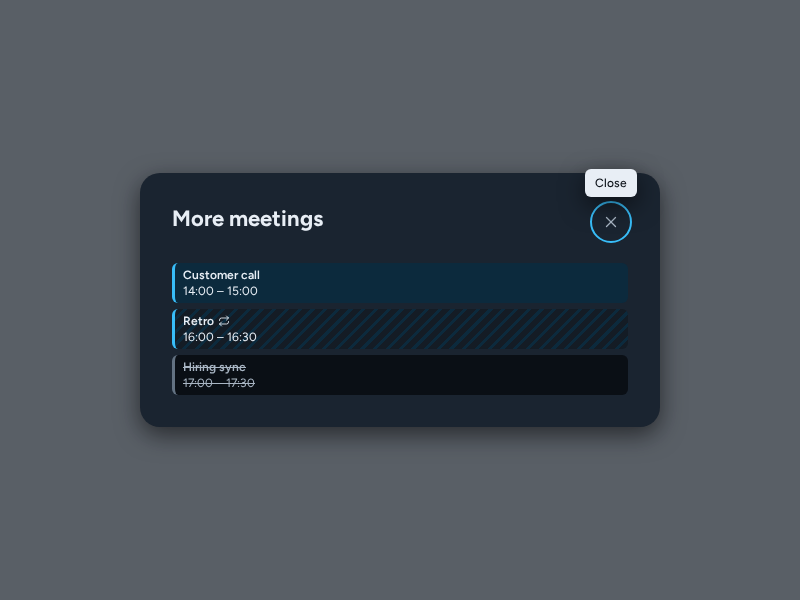 Close
More meetings
Customer call
14:00 – 15:00
Retro
16:00 – 16:30
Hiring sync
17:00 – 17:30